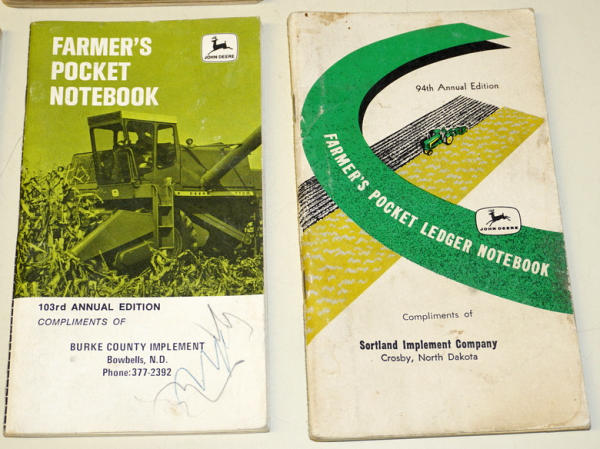 FARMER'S
POCKET
NOTEBOOK
JOHN DEERE
103rd ANNUAL EDITION
COMPLIMENTS OF
BURKE COUNTY IMPLEMENT
Bowbells, N.D.
Phone: 377-2392
94th Annual Edition
FARMER'S POCKET LEDGER NOTEBOOK
JOHN DEERE
Compliments of
Sortland Implement Company
Crosby, North Dakota